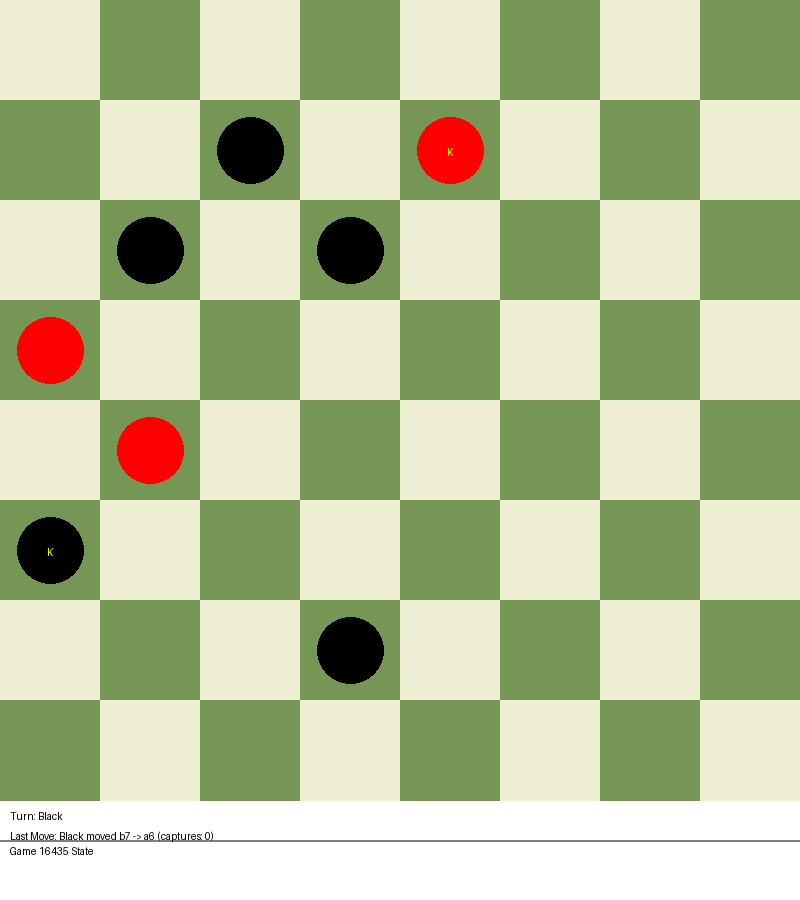 K
K
Turn: Black
Last Move: Black moved b7 -> a6 (captures: 0)
Game 16435 State